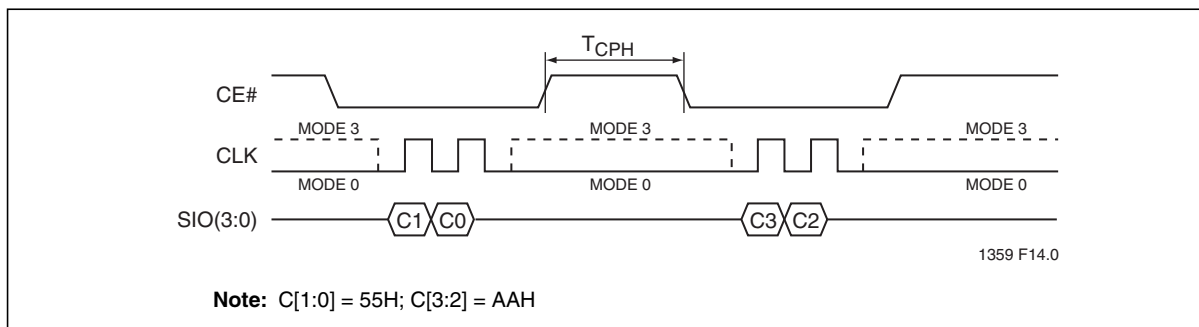 TCPH
CE#
MODE 3 MODE 3 MODE 3
CLK
MODE 0 MODE 0 MODE 0
SIO(3:0) C1 C0 C3 C2
1359 F14.0
Note: C[1:0] = 55H; C[3:2] = AAH